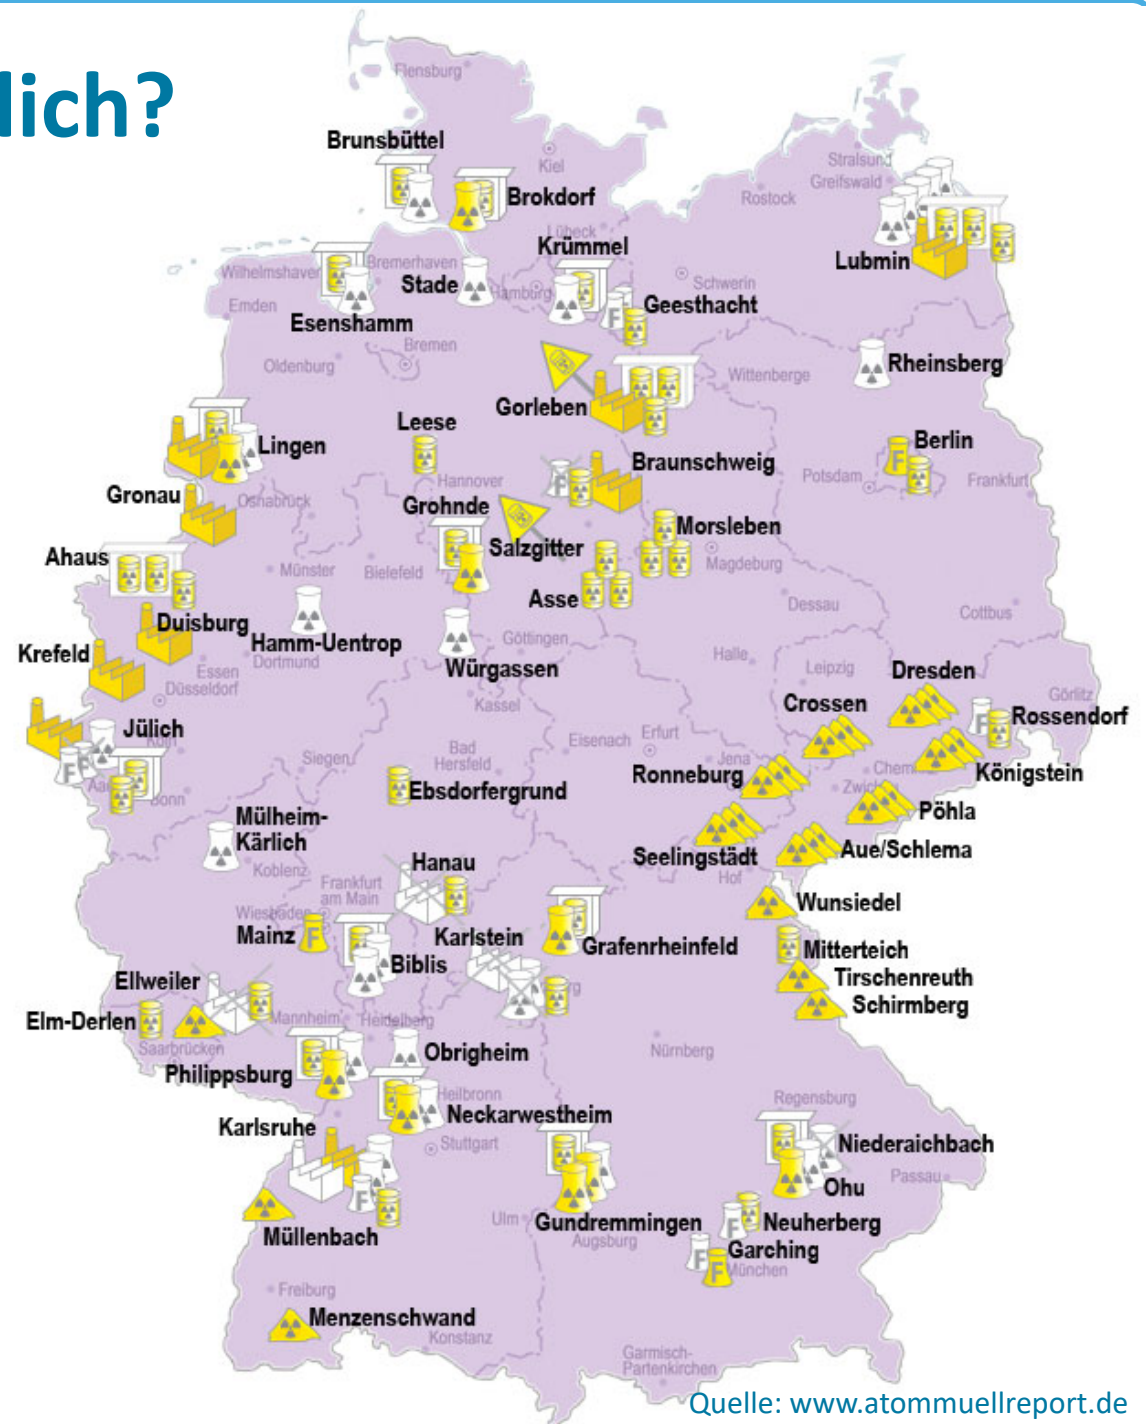 lich?
Flensburg
Brunsbüttel
Kiel
Stralsund
Greifswald
Brokdorf
Rostock
Lübeck
Krümmel
Lubmin
Wilhelmshaven
Bremerhaven
Stade
Hamburg
Schwerin
Emden
Geesthacht
Esenshamm
Bremen
Oldenburg
Rheinsberg
Wittenberge
Gorleben
Leese
Lingen
Berlin
Braunschweig
F
F
F
Potsdam
Frankfurt
Hannover
Gronau
Osnabrück
Grohnde
Morsleben
Salzgitter
Ahaus
Münster
Bielefeld
Magdeburg
Asse
Dessau
Cottbus
Duisburg
Hamm-Uentrop
Göttingen
Krefeld
Essen
Dortmund
Würgassen
Halle
Leipzig
Dresden
Düsseldorf
Kassel
Crossen
Görlitz
F
Rossendorf
Jülich
Köln
F
F
Siegen
Bad
Hersfeld
Eisenach
Erfurt
Jena
Ronneburg
Chemnitz
Königstein
Zwickau
Aachen
Bonn
Ebsdorfergrund
Pöhla
Mülheim-
Kärlich
Seelingstädt
Aue/Schlema
Hanau
Koblenz
Hof
Frankfurt
am Main
Wunsiedel
Wiesbaden
Mainz
F
Karlstein
Grafenrheinfeld
Mitterteich
Biblis
Ellweiler
Tirschenreuth
Schirmberg
Elm-Derlen
Mannheim
Heidelberg
Saarbrücken
Obrigheim
Nürnberg
Philippsburg
Heilbronn
Regensburg
Karlsruhe
Neckarwestheim
Stuttgart
Niederaichbach
Passau
Ohu
F
Ulm
Gundremmingen
Augsburg
F
Neuherberg
Müllenbach
F
F
Garching
München
Freiburg
Menzenschwand
Konstanz
Garmisch-
Partenkirchen
Quelle: www.atommuellreport.de